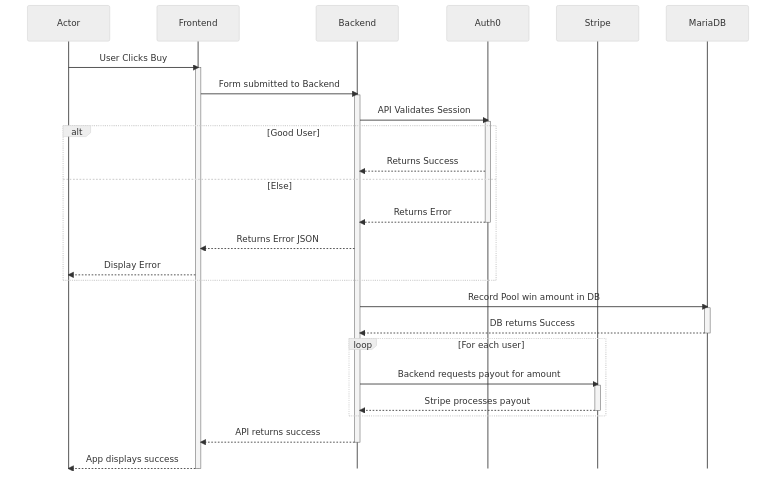 Actor
Frontend
Backend
Auth0
Stripe
MariaDB
User Clicks Buy
Form submitted to Backend
API Validates Session
alt
[Good User]
Returns Success
[Else]
Returns Error
Returns Error JSON
Display Error
Record Pool win amount in DB
DB returns Success
loop
[For each user]
Backend requests payout for amount
Stripe processes payout
API returns success
App displays success